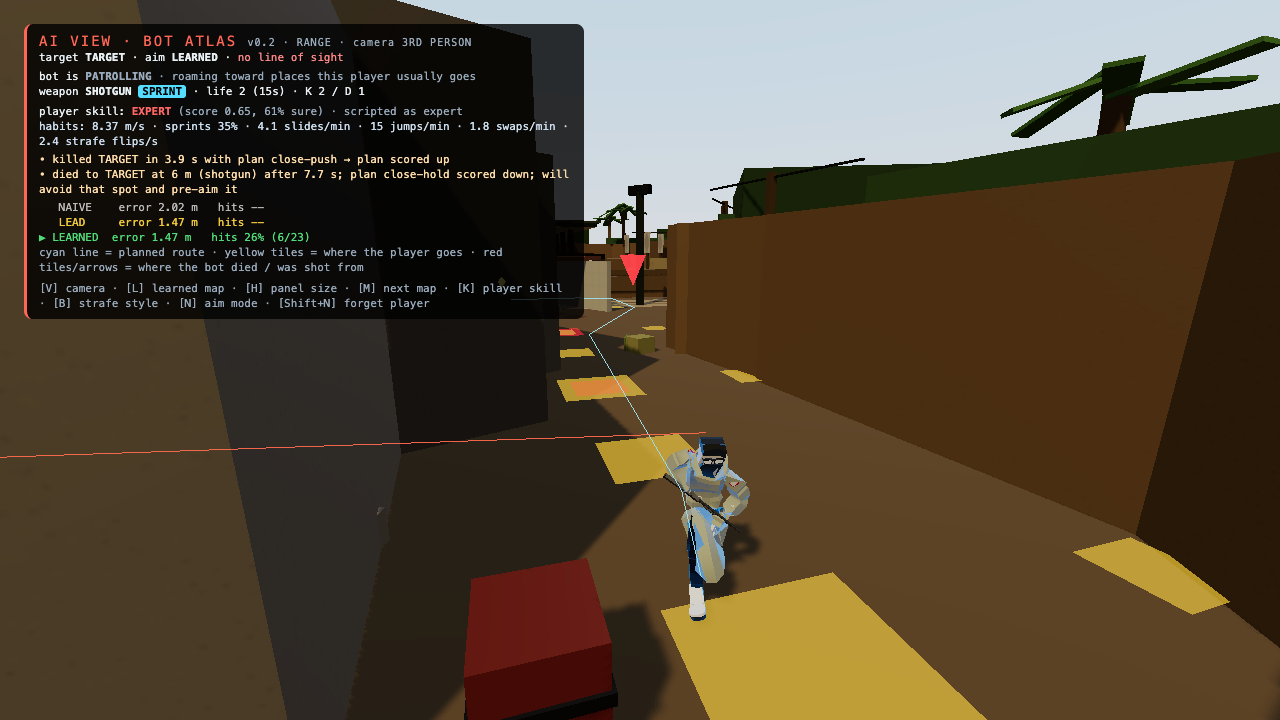 AI VIEW · BOT ATLAS v0.2 · RANGE · camera 3RD PERSON
target TARGET · aim LEARNED · no line of sight
bot is PATROLLING · roaming toward places this player usually goes
weapon SHOTGUN SPRINT · life 2 (15s) · K 2 / D 1
player skill: EXPERT (score 0.65, 61% sure) · scripted as expert
habits: 8.37 m/s · sprints 35% · 4.1 slides/min · 15 jumps/min · 1.8 swaps/min ·
2.4 strafe flips/s
• killed TARGET in 3.9 s with plan close-push → plan scored up
• died to TARGET at 6 m (shotgun) after 7.7 s; plan close-hold scored down; will
avoid that spot and pre-aim it
NAIVE error 2.02 m hits ——
LEAD error 1.47 m hits ——
▶ LEARNED error 1.47 m hits 26% (6/23)
cyan line = planned route · yellow tiles = where the player goes · red
tiles/arrows = where the bot died / was shot from
[V] camera · [L] learned map · [H] panel size · [M] next map · [K] player skill
· [B] strafe style · [N] aim mode · [Shift+N] forget player